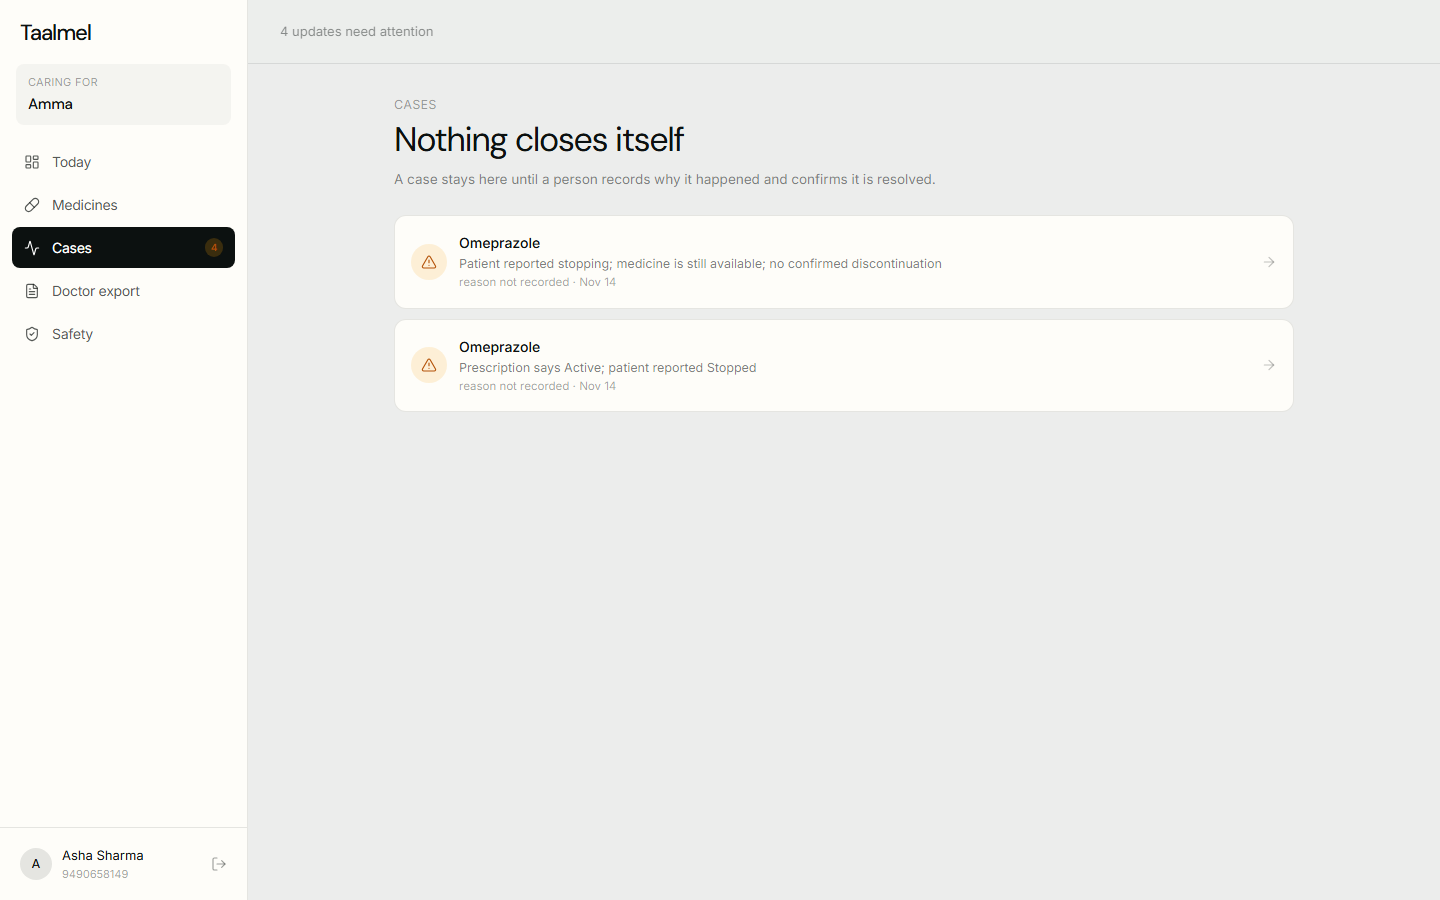 Taalmel
CARING FOR
Amma
Today
Medicines
Cases
4
Doctor export
Safety
Asha Sharma
A
9490658149
4 updates need attention
CASES
Nothing closes itself
A case stays here until a person records why it happened and confirms it is resolved.
Omeprazole
Patient reported stopping; medicine is still available; no confirmed discontinuation
reason not recorded · Nov 14
Omeprazole
Prescription says Active; patient reported Stopped
reason not recorded · Nov 14